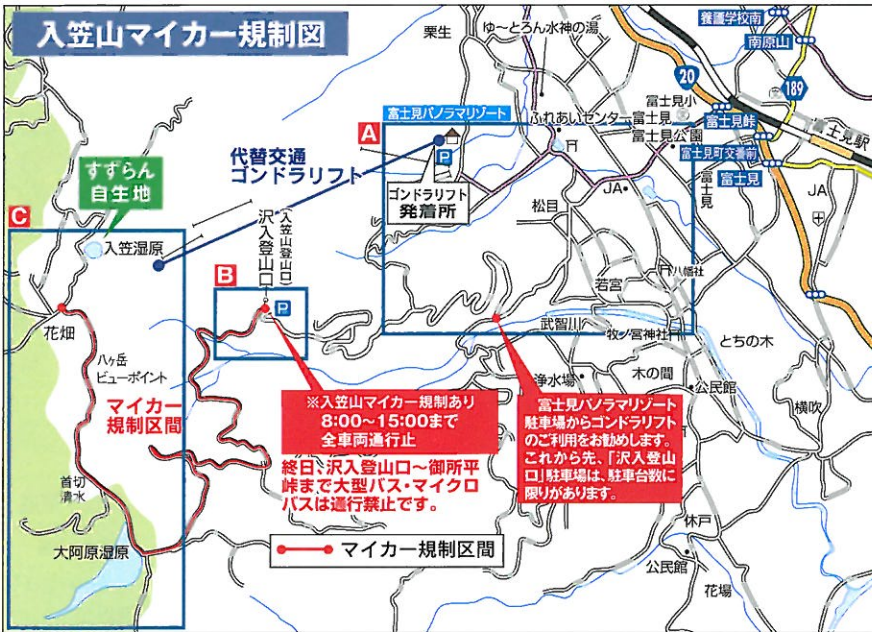 入笠山マイカー規制図
栗生
ゆ〜とろん水神の湯
養護学校南
南原山
20
189
富士見小
富士見峠
富士見駅
富士見パノラマリゾート
ふれあいセンター富士見
富士見公園
富士見町交番前
富士見
富士見
JA
JA
A
P
ゴンドラリフト
発着所
代替交通
ゴンドラリフト
すずらん
自生地
C
入笠湿原
沢入登山口
(入笠山登山口)
B
P
松目
若宮
八幡社
花畑
武智川
牧ノ宮神社
とちの木
八ヶ岳
ビューポイント
マイカー
規制区間
※入笠山マイカー規制あり
8:00~15:00まで
全車両通行止
終日、沢入登山口~御所平
峠まで大型バス・マイクロ
バスは通行禁止です。
浄水場
木の間
公民館
横吹
富士見パノラマリゾート
駐車場からゴンドラリフト
のご利用をお勧めします。
これから先、「沢入登山
口」駐車場は、駐車台数に
限りがあります。
首切
清水
大阿原湿原
マイカー規制区間
休戸
公民館
花場